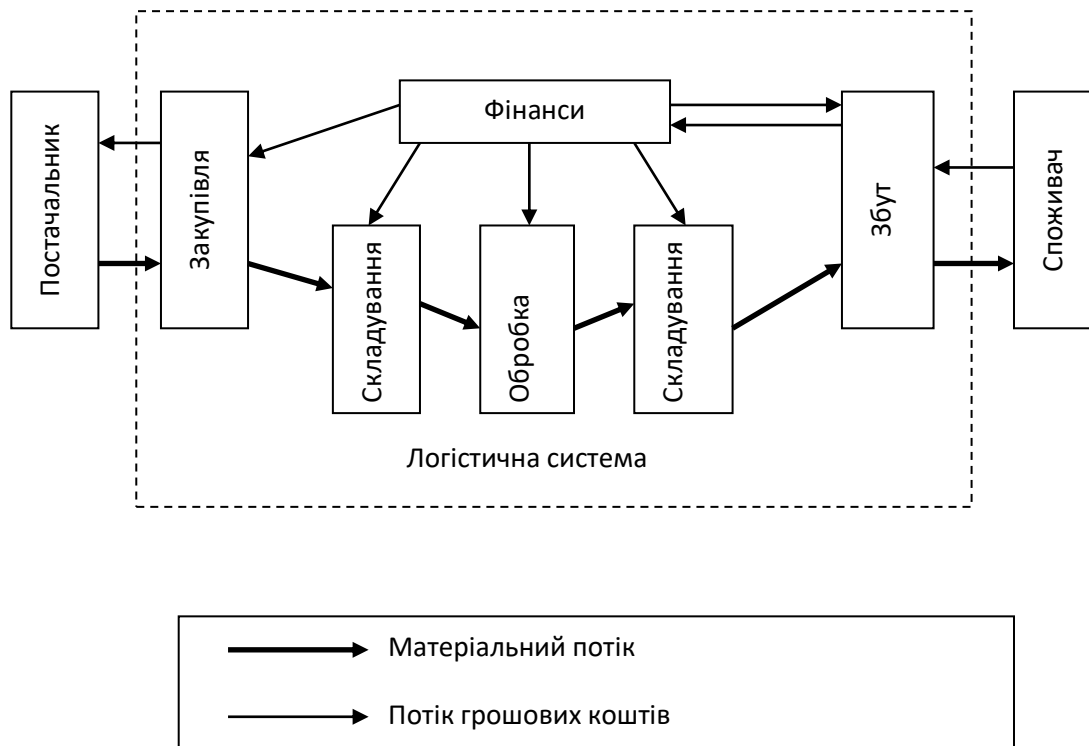 Фінанси
Постачальник
Закупівля
Складування
Обробка
Складування
Збут
Споживач
Логістична система
Матеріальний потік
Потік грошових коштів